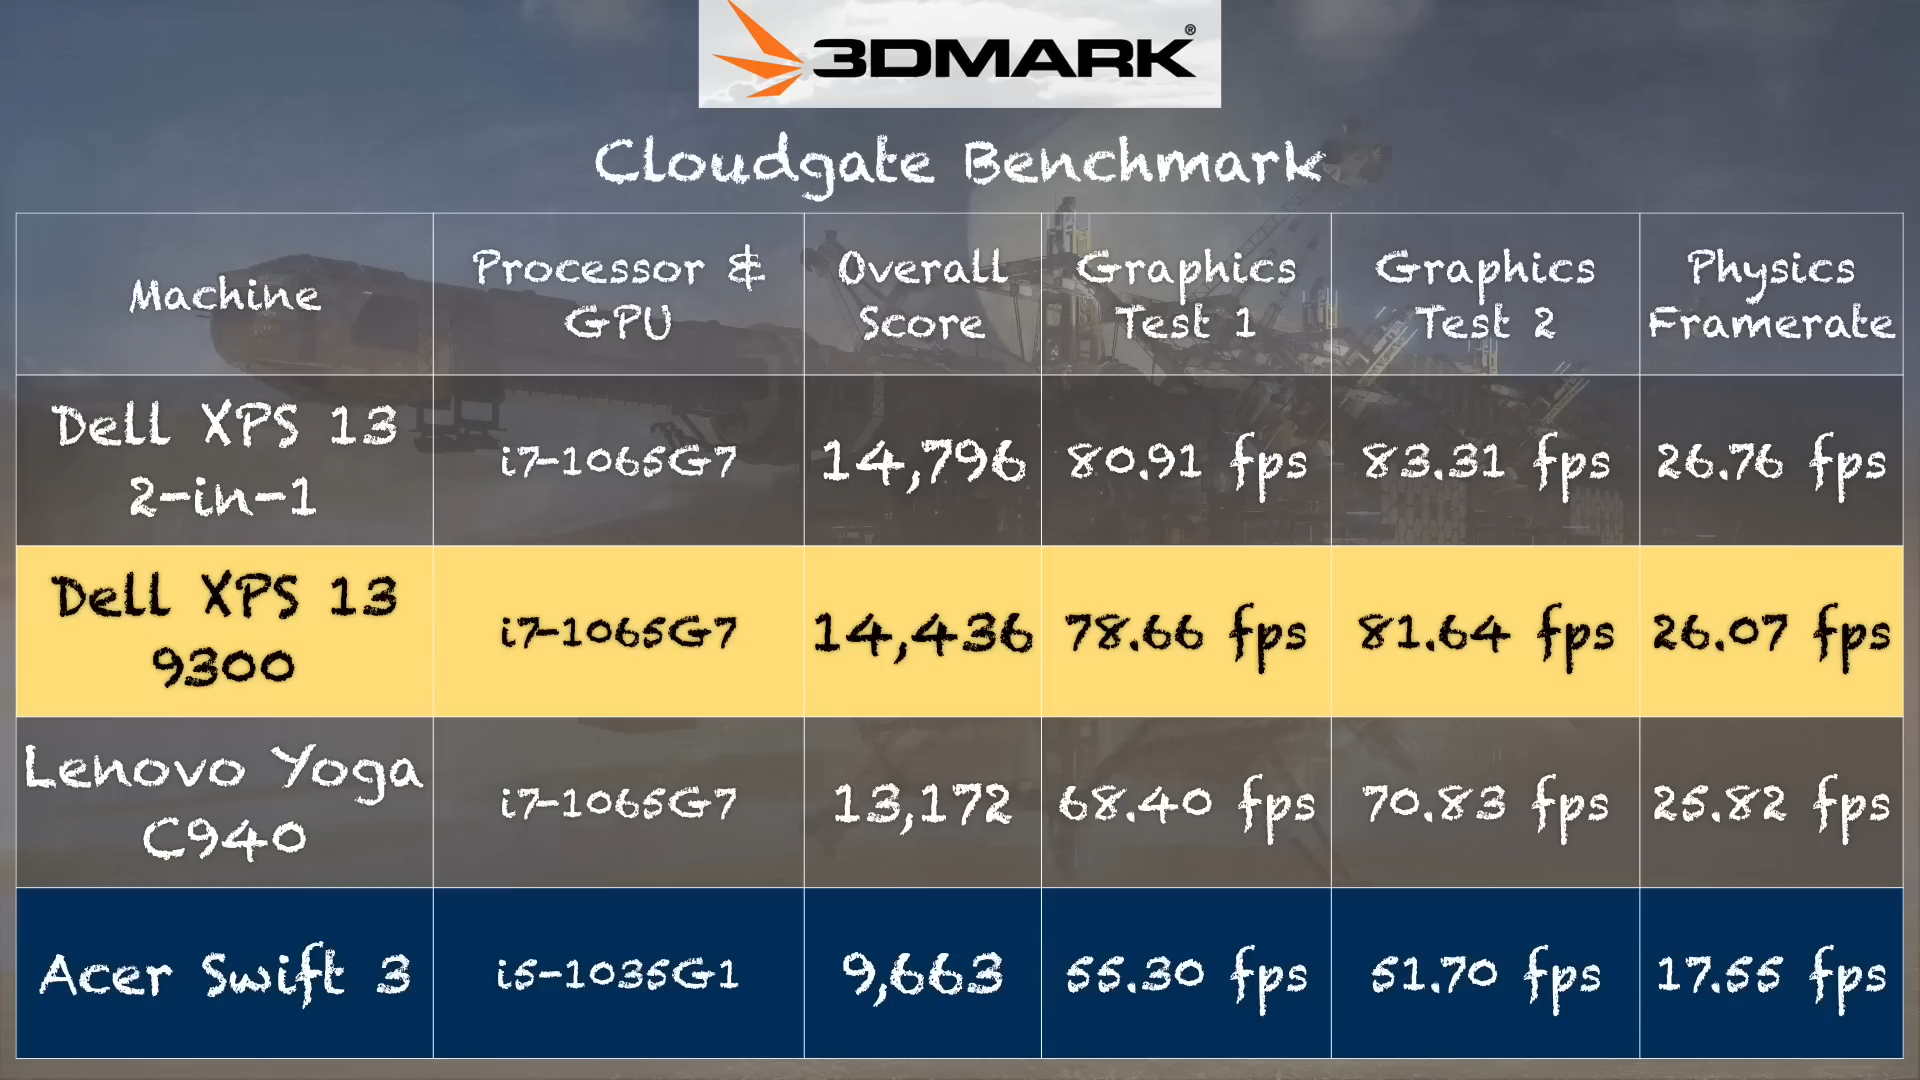 3DMARK®
Cloudgate Benchmark
Machine
Processor &
GPU
Overall
Score
Graphics
Test 1
Graphics
Test 2
Physics
Framerate
Dell XPS 13
2-in-1
i7-1065G7
14,796
80.91 fps
83.31 fps
26.76 fps
Dell XPS 13
9300
i7-1065G7
14,436
78.66 fps
81.64 fps
26.07 fps
Lenovo Yoga
C940
i7-1065G7
13,172
68.40 fps
70.83 fps
25.82 fps
Acer Swift 3
i5-1035G1
9,663
55.30 fps
51.70 fps
17.55 fps